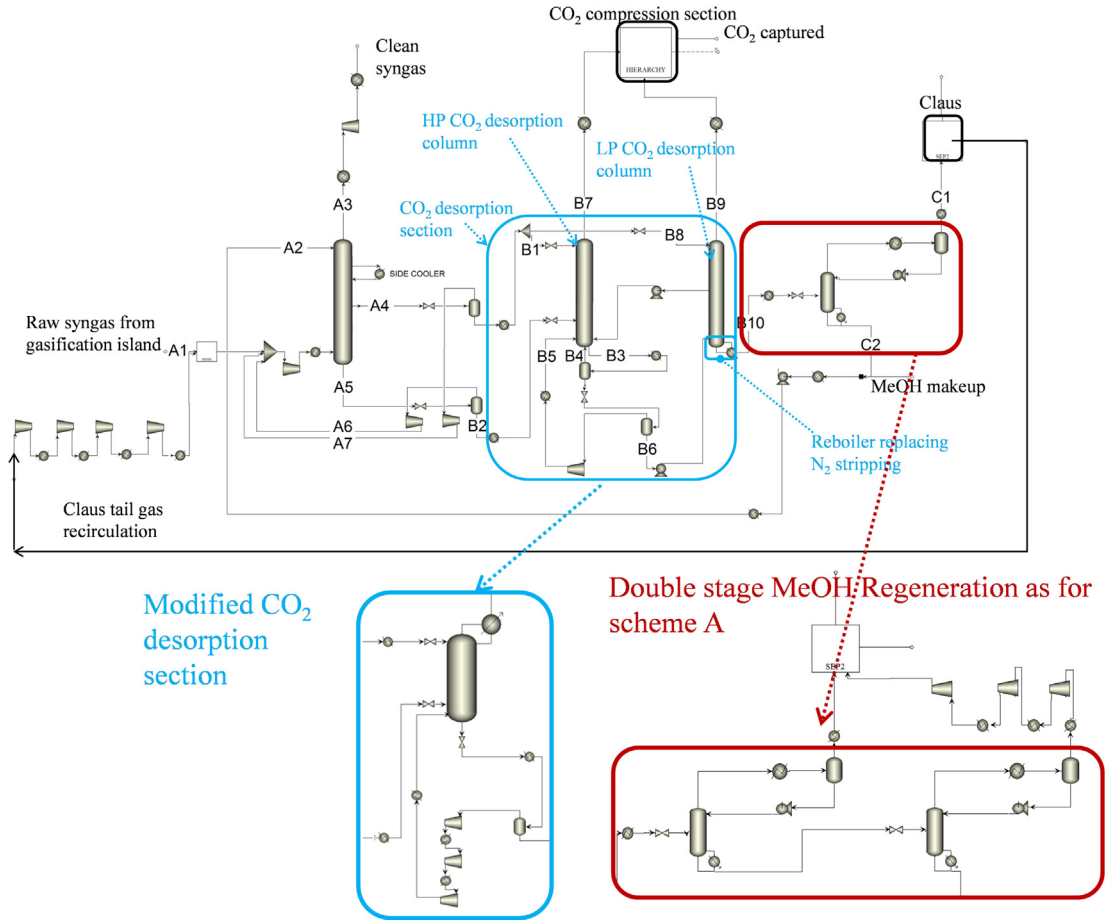 CO₂ compression section
CO₂ captured
HIERARCHY
Clean
syngas
Claus
SEP2
HP CO₂ desorption
column
LP CO₂ desorption
column
CO₂ desorption
section
A3
B7
B9
C1
A2
B1
B8
SIDE COOLER
A4
Raw syngas from
gasification island
A1
B10
B5
B4
B3
C2
A5
MeOH makeup
A6
B2
A7
B6
Reboiler replacing
N₂ stripping
Claus tail gas
recirculation
Modified CO₂
desorption
section
Double stage MeOH Regeneration as for
scheme A
SEP2